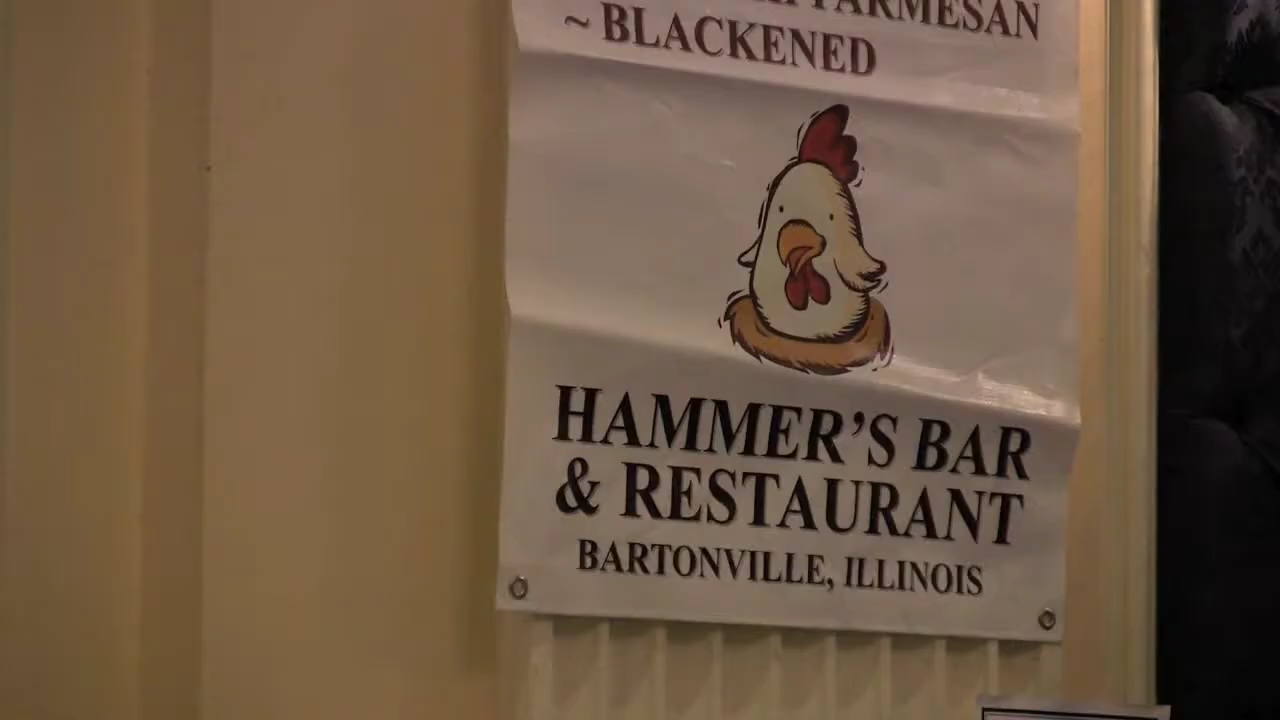 PARMESAN
~ BLACKENED
HAMMER'S BAR
& RESTAURANT
BARTONVILLE, ILLINOIS